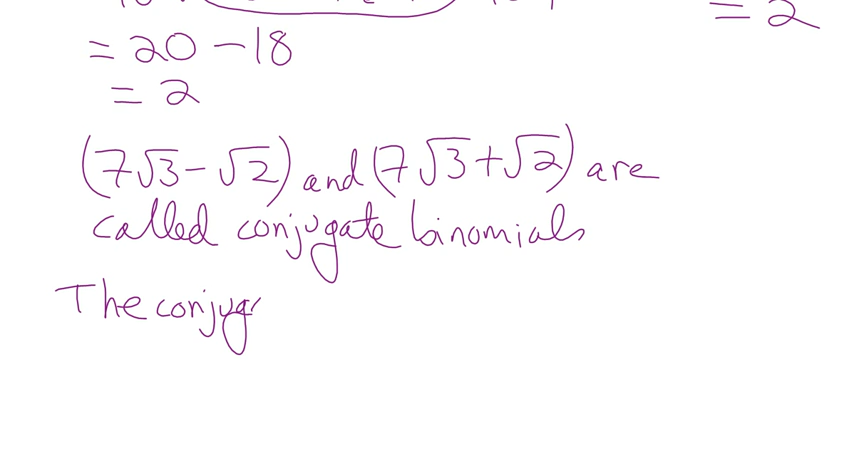 = 2
= 20 - 18
= 2
(7√3 - √2) and (7√3 + √2) are
called conjugate binomials
The conjug